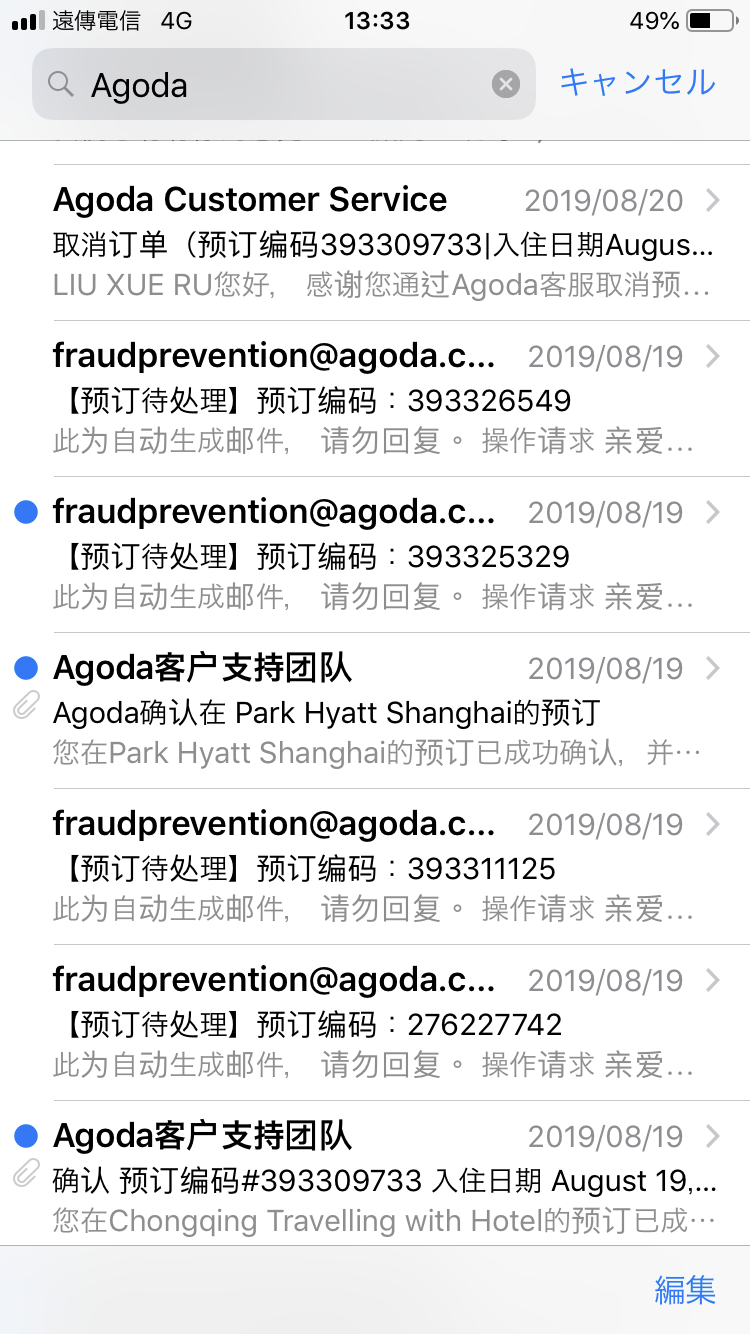 遠傳電信 4G 13:33 49%
Agoda キャンセル
Agoda Customer Service 2019/08/20
取消订单（预订编码393309733|入住日期Augus...
LIU XUE RU您好, 感谢您通过Agoda客服取消预...
fraudprevention@agoda.c... 2019/08/19
【预订待处理】预订编码：393326549
此为自动生成邮件, 请勿回复。 操作请求 亲爱...
fraudprevention@agoda.c... 2019/08/19
【预订待处理】预订编码：393325329
此为自动生成邮件, 请勿回复。 操作请求 亲爱...
Agoda客户支持团队 2019/08/19
Agoda确认在 Park Hyatt Shanghai的预订
您在Park Hyatt Shanghai的预订已成功确认, 并...
fraudprevention@agoda.c... 2019/08/19
【预订待处理】预订编码：393311125
此为自动生成邮件, 请勿回复。 操作请求 亲爱...
fraudprevention@agoda.c... 2019/08/19
【预订待处理】预订编码：276227742
此为自动生成邮件, 请勿回复。 操作请求 亲爱...
Agoda客户支持团队 2019/08/19
确认 预订编码#393309733 入住日期 August 19,...
您在Chongqing Travelling with Hotel的预订已成...
編集